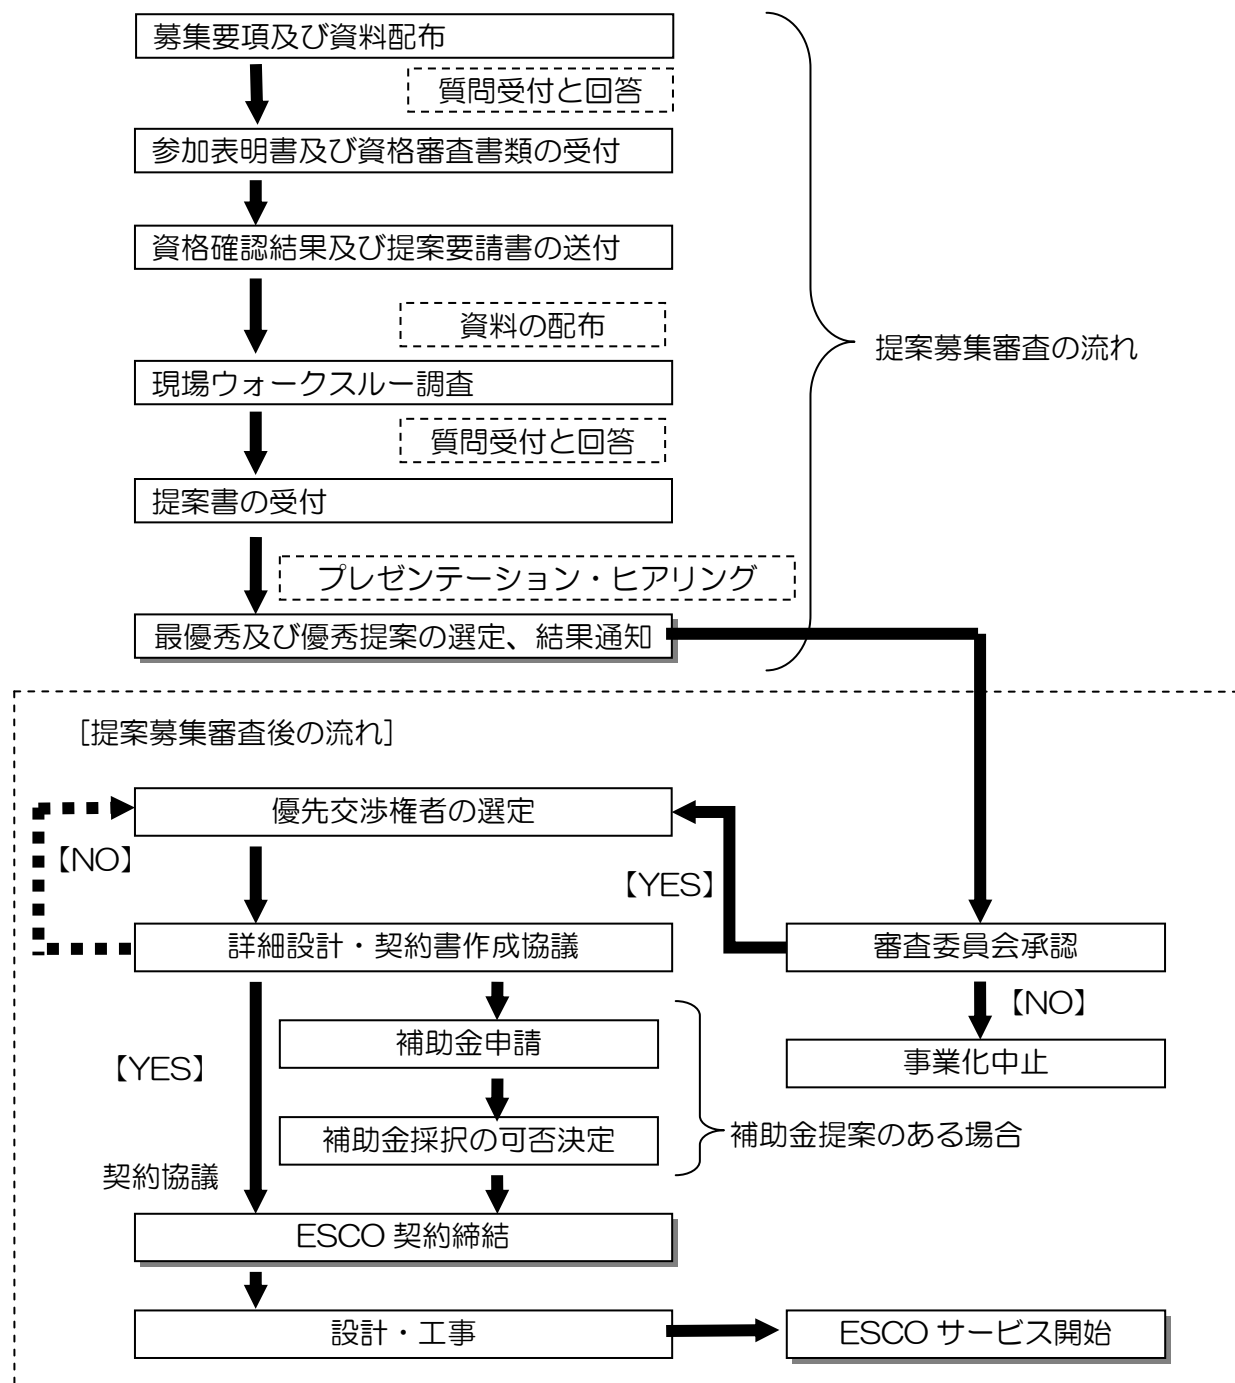 募集要項及び資料配布
質問受付と回答
参加表明書及び資格審査書類の受付
資格確認結果及び提案要請書の送付
資料の配布
提案募集審査の流れ
現場ウォークスルー調査
質問受付と回答
提案書の受付
プレゼンテーション・ヒアリング
最優秀及び優秀提案の選定、結果通知
［提案募集審査後の流れ］
優先交渉権者の選定
【NO】
【YES】
詳細設計・契約書作成協議
審査委員会承認
【NO】
補助金申請
事業化中止
【YES】
補助金採択の可否決定
補助金提案のある場合
契約協議
ESCO 契約締結
設計・工事
ESCO サービス開始